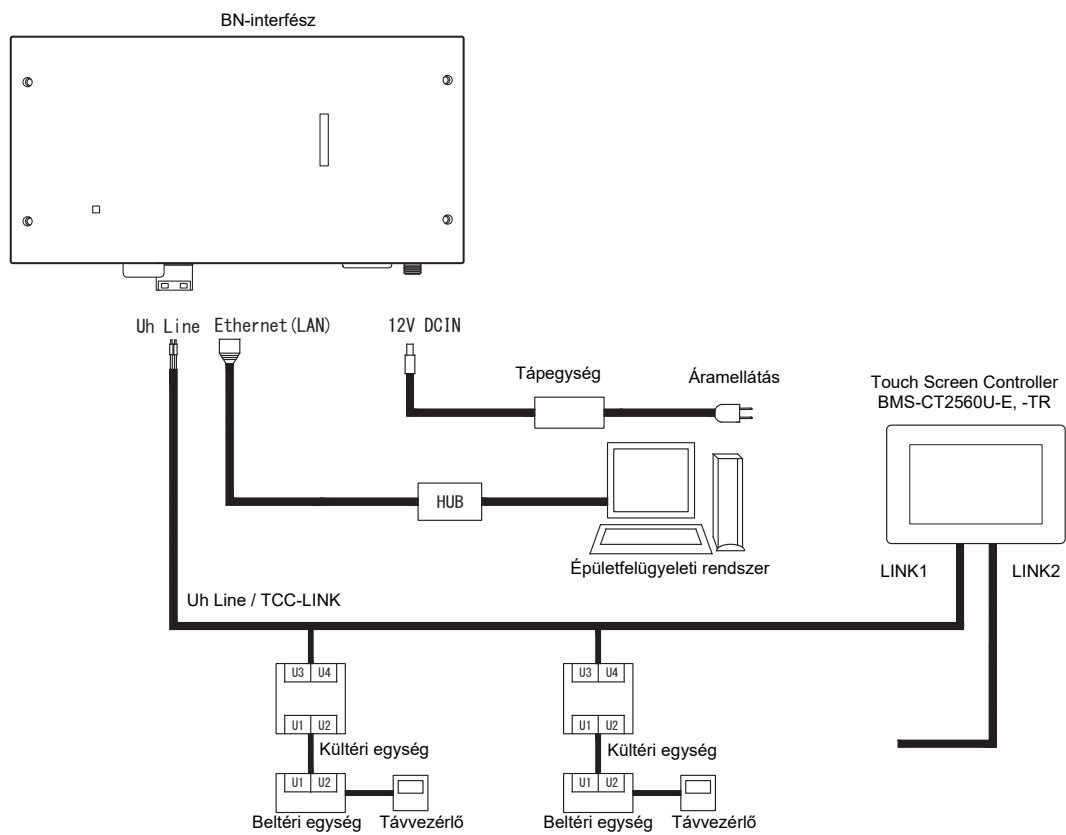 BN-interfész
Uh Line Ethernet(LAN) 12V DCIN
Tápegység
Áramellátás
Touch Screen Controller
BMS-CT2560U-E, -TR
HUB
Épületfelügyeleti rendszer
LINK1 LINK2
Uh Line / TCC-LINK
U3 U4 U3 U4
U1 U2 U1 U2
Kültéri egység Kültéri egység
U1 U2 U1 U2
Beltéri egység Távvezérlő Beltéri egység Távvezérlő